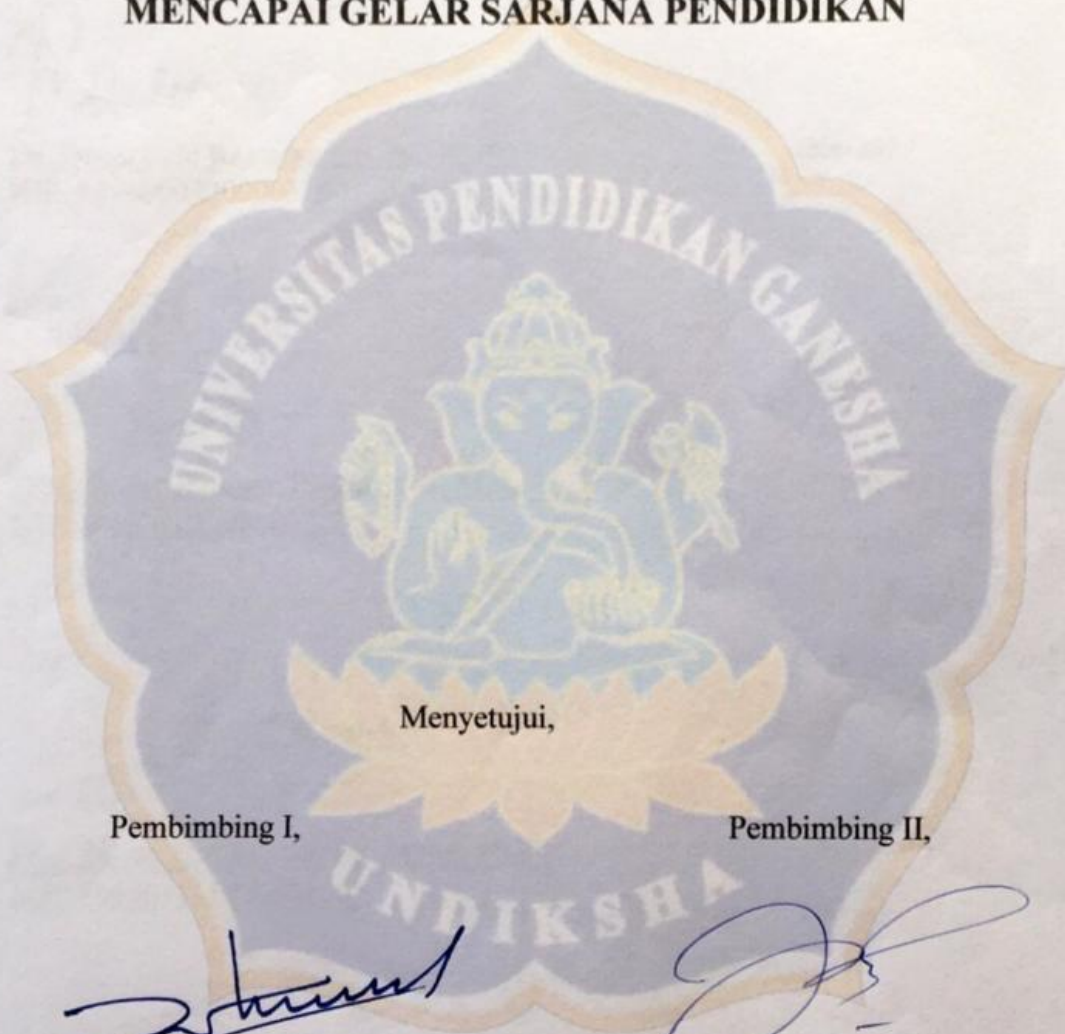 MENCAPAI GELAR SARJANA PENDIDIKAN
UNIVERSITAS PENDIDIKAN GANESHA
Menyetujui,
Pembimbing I,
Pembimbing II,
UNDIKSHA